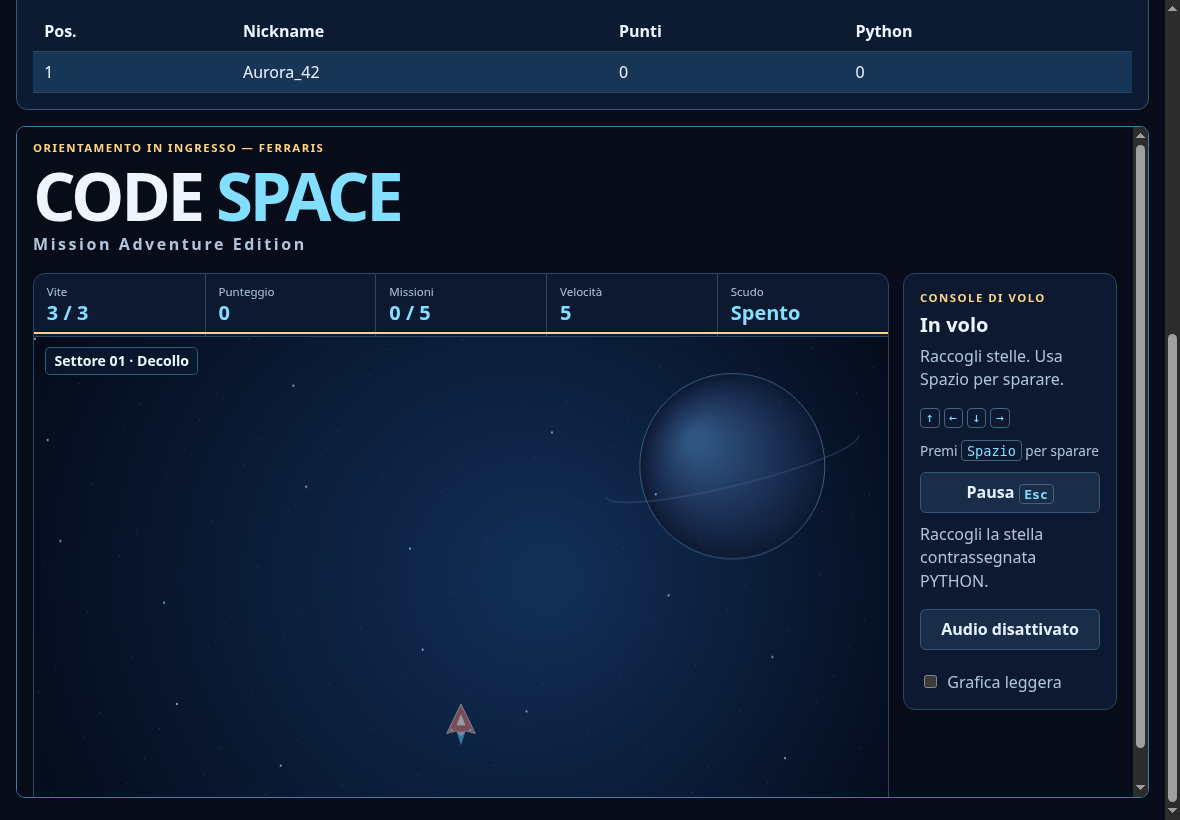 Pos. Nickname Punti Python
1 Aurora_42 0 0
ORIENTAMENTO IN INGRESSO — FERRARIS
CODE SPACE
Mission Adventure Edition
Vite Punteggio Missioni Velocità Scudo
3 / 3 0 0 / 5 5 Spento
Settore 01 · Decollo
CONSOLE DI VOLO
In volo
Raccogli stelle. Usa
Spazio per sparare.
↑ ← ↓ →
Premi Spazio per sparare
Pausa Esc
Raccogli la stella
contrassegnata
PYTHON.
Audio disattivato
Grafica leggera